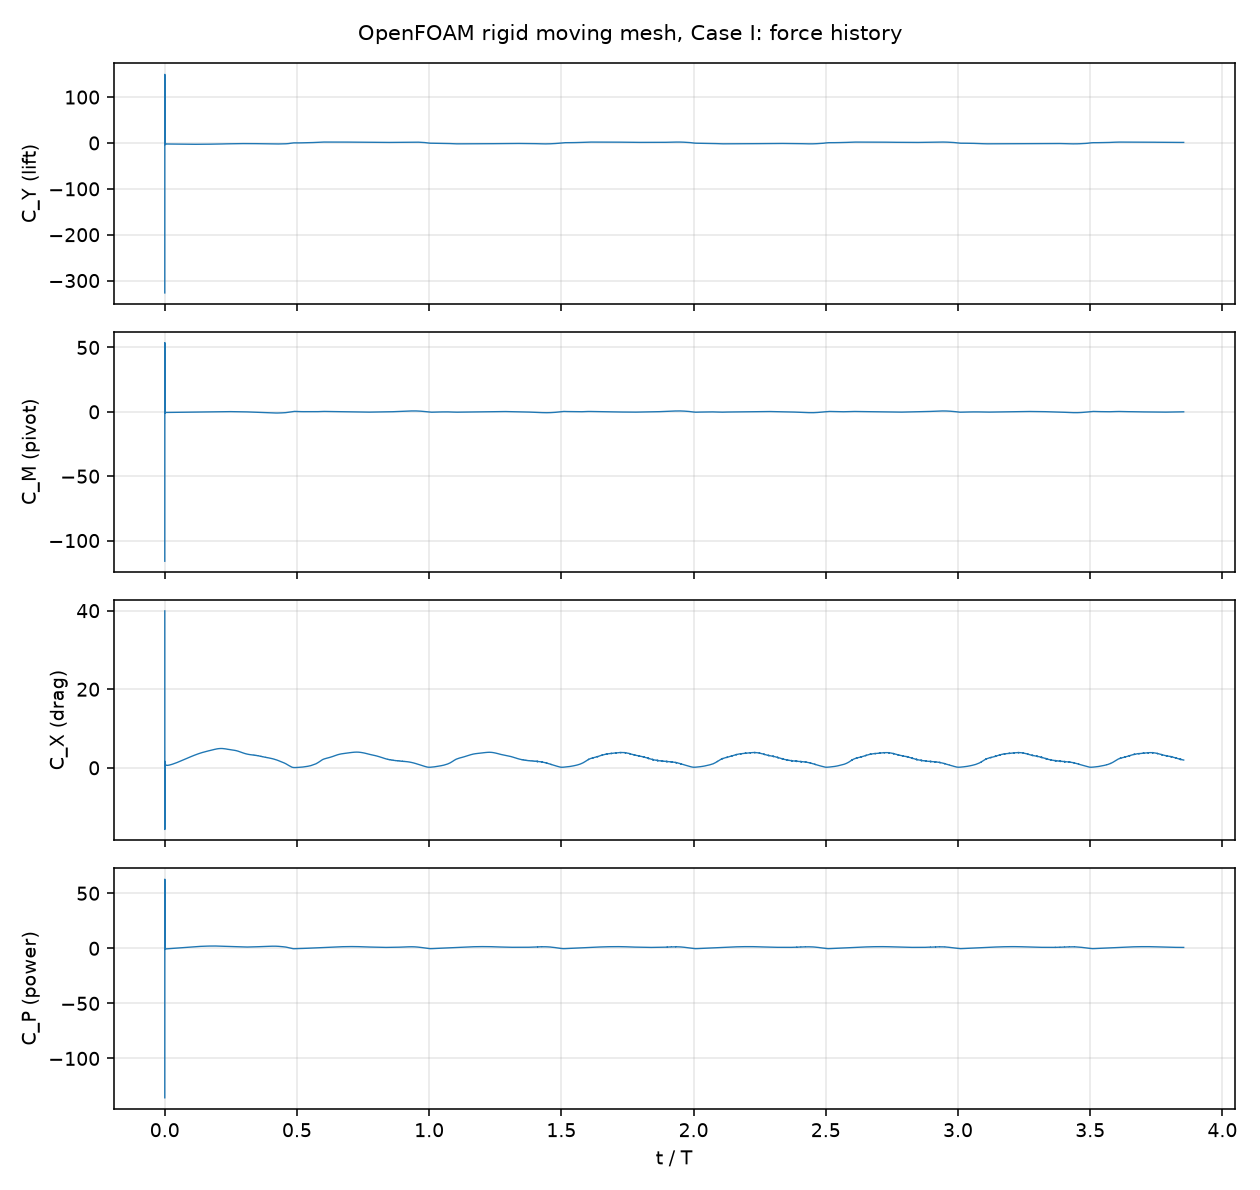 OpenFOAM rigid moving mesh, Case I: force history
100
0
−100
−200
−300
C_Y (lift)
50
0
−50
−100
C_M (pivot)
40
20
0
C_X (drag)
50
0
−50
−100
C_P (power)
0.0 0.5 1.0 1.5 2.0 2.5 3.0 3.5 4.0
t / T